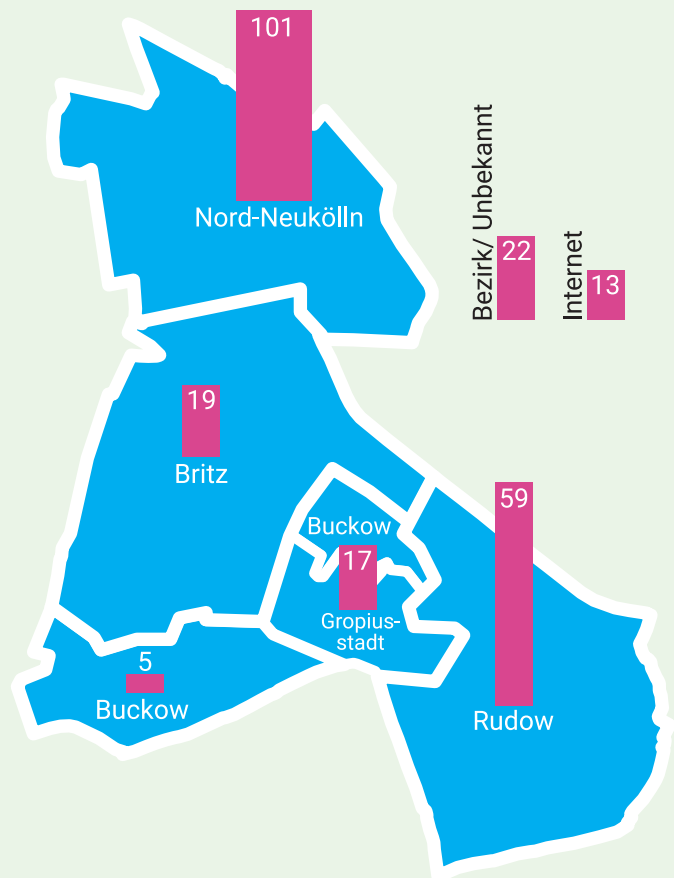 101
Nord-Neukölln
Bezirk/ Unbekannt
22
Internet
13
19
Britz
59
Buckow
17
Gropius-
stadt
5
Buckow
Rudow